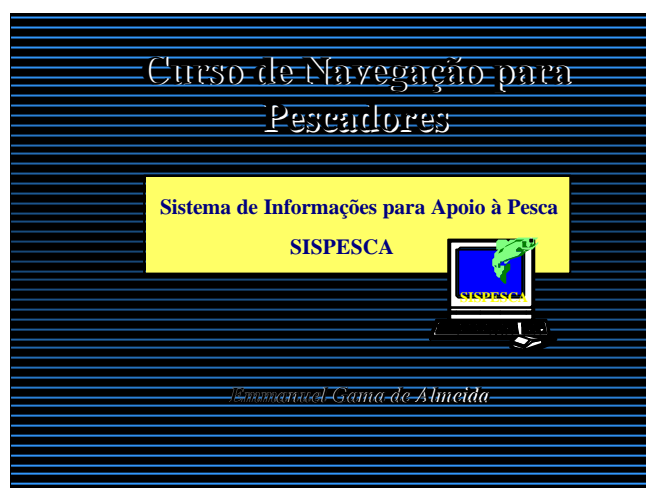 Curso de Navegação para
Pescadores
Sistema de Informações para Apoio à Pesca
SISPESCA
SISPESCA
Emmanuel Gama de Almeida